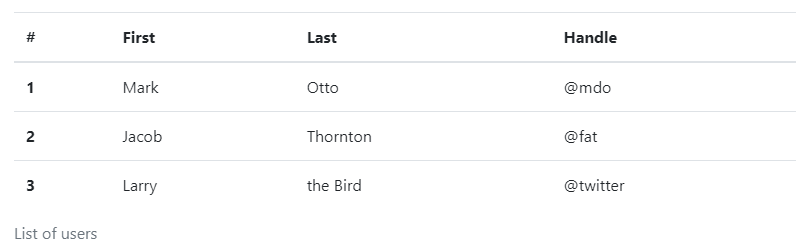 # First Last Handle
1 Mark Otto @mdo
2 Jacob Thornton @fat
3 Larry the Bird @twitter
List of users